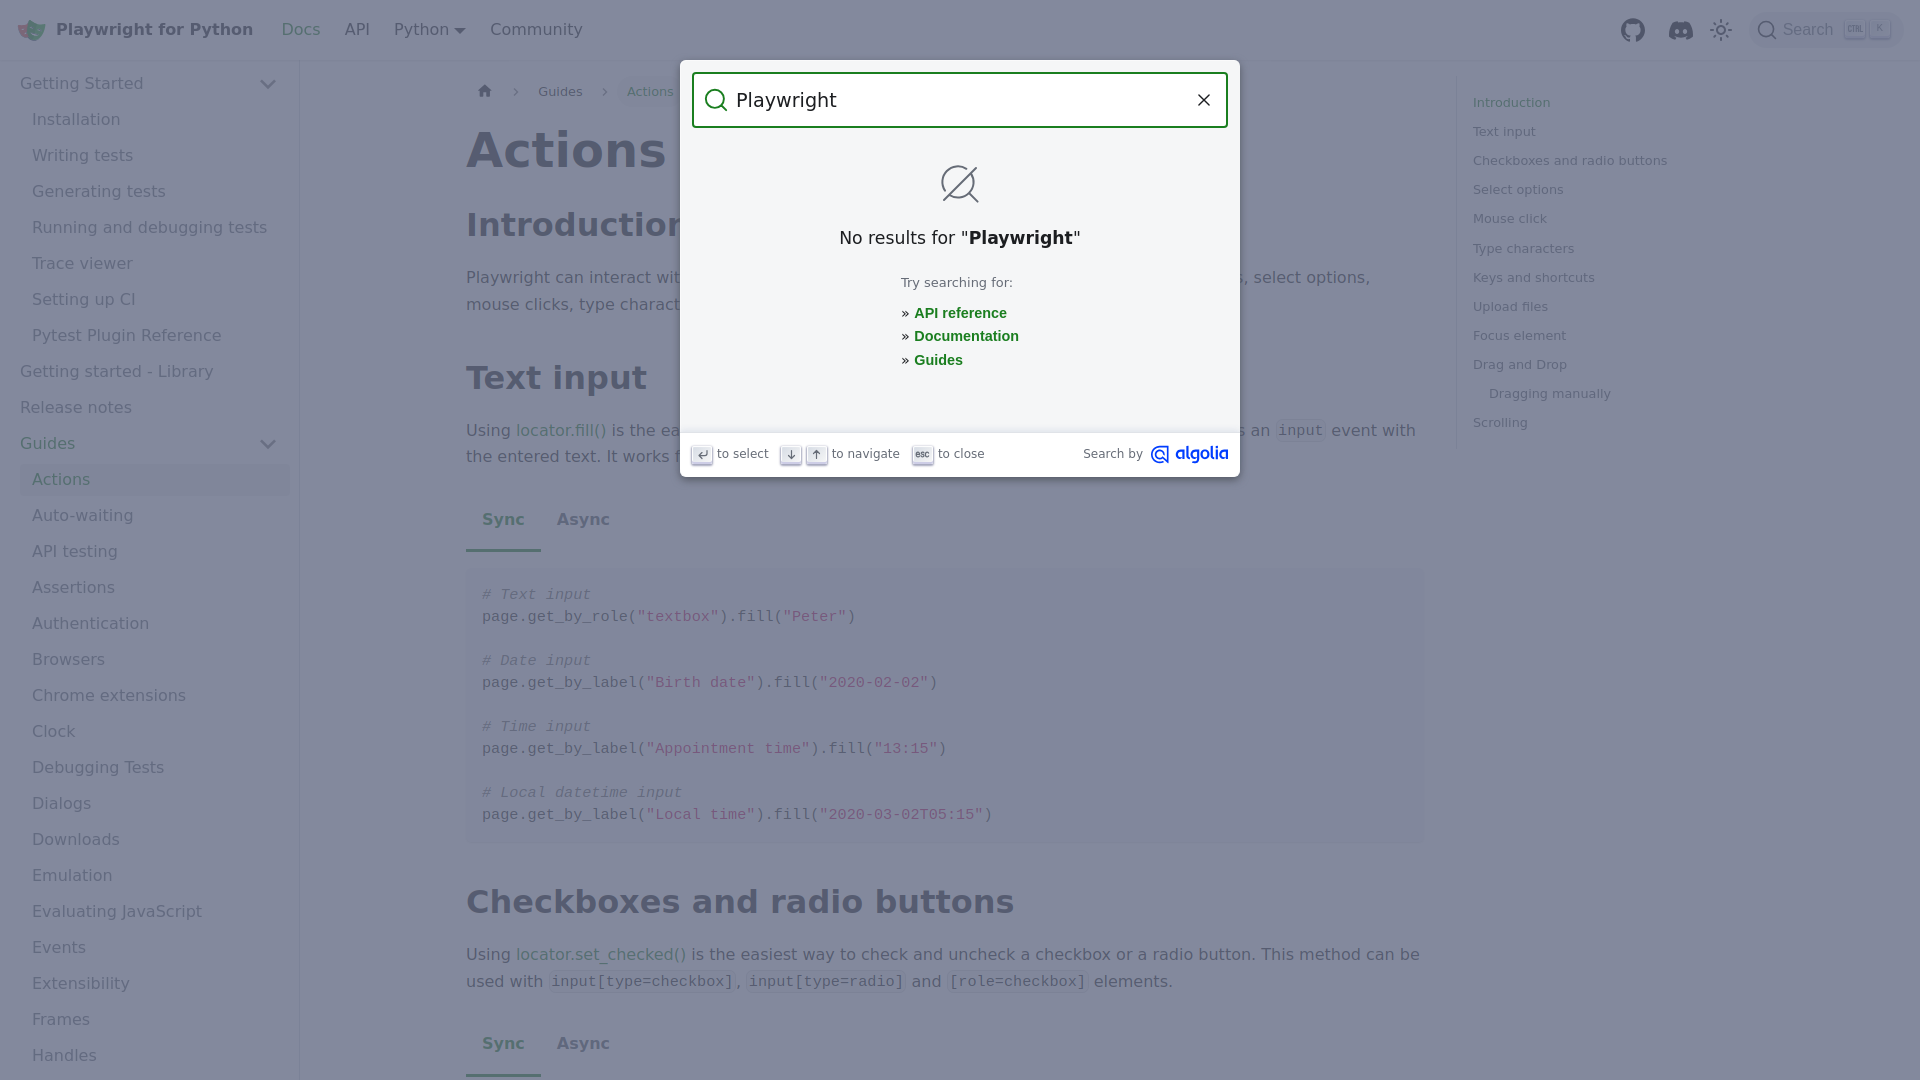 Playwright for Python
Docs
API
Python
Community
Search
CTRL
K
Getting Started
Installation
Writing tests
Generating tests
Running and debugging tests
Trace viewer
Setting up CI
Pytest Plugin Reference
Getting started - Library
Release notes
Guides
Actions
Auto-waiting
API testing
Assertions
Authentication
Browsers
Chrome extensions
Clock
Debugging Tests
Dialogs
Downloads
Emulation
Evaluating JavaScript
Events
Extensibility
Frames
Handles
Guides
Actions
Actions
Introduction
Playwright can interact
, select options,
mouse clicks, type
Text input
Using locator.fill() is the
an input event with
the entered text. It works
Sync
Async
# Text input
page.get_by_role("textbox").fill("Peter")
# Date input
page.get_by_label("Birth date").fill("2020-02-02")
# Time input
page.get_by_label("Appointment time").fill("13:15")
# Local datetime input
page.get_by_label("Local time").fill("2020-03-02T05:15")
Checkboxes and radio buttons
Using locator.set_checked() is the easiest way to check and uncheck a checkbox or a radio button. This method can be
used with input[type=checkbox], input[type=radio] and [role=checkbox] elements.
Sync
Async
Playwright
No results for "Playwright"
Try searching for:
» API reference
» Documentation
» Guides
to select
to navigate
esc to close
Search by algolia
Introduction
Text input
Checkboxes and radio buttons
Select options
Mouse click
Type characters
Keys and shortcuts
Upload files
Focus element
Drag and Drop
Dragging manually
Scrolling